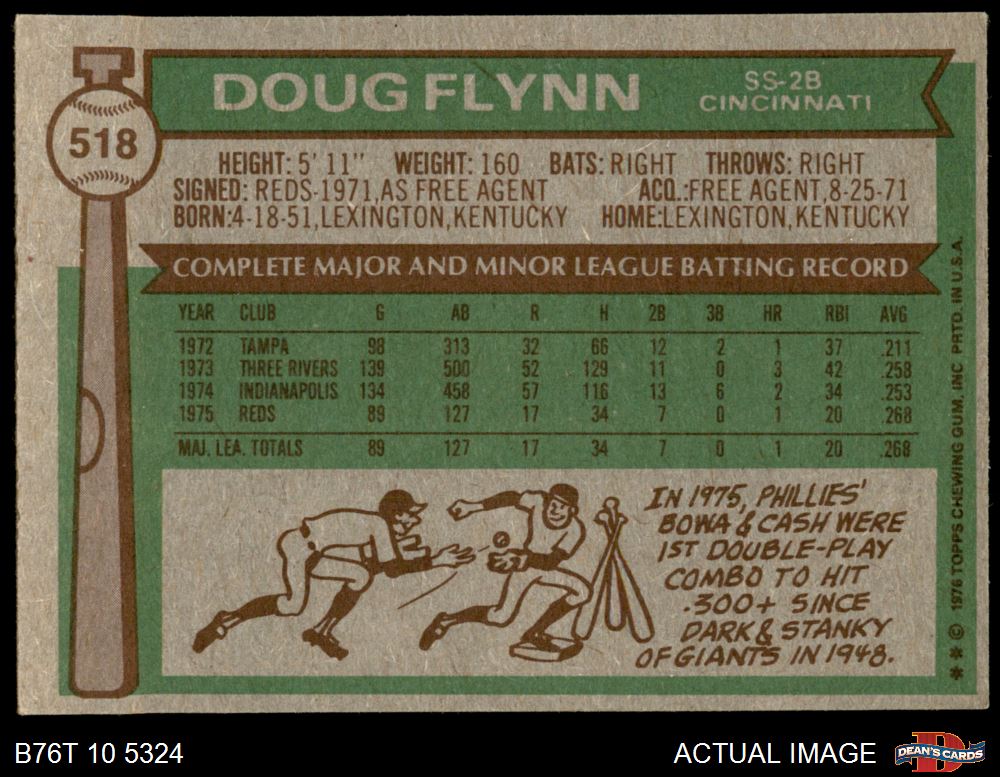 DOUG FLYNN
SS-2B
CINCINNATI
518
HEIGHT: 5' 11" WEIGHT: 160 BATS: RIGHT THROWS: RIGHT
SIGNED: REDS-1971, AS FREE AGENT ACQ.: FREE AGENT, 8-25-71
BORN: 4-18-51, LEXINGTON, KENTUCKY HOME: LEXINGTON, KENTUCKY
COMPLETE MAJOR AND MINOR LEAGUE BATTING RECORD
YEAR CLUB G AB R H 2B 3B HR RBI AVG
1972 TAMPA 98 313 32 66 12 2 1 37 .211
1973 THREE RIVERS 139 500 52 129 11 0 3 42 .258
1974 INDIANAPOLIS 134 458 57 116 13 6 2 34 .253
1975 REDS 89 127 17 34 7 0 1 20 .268
MAJ. LEA. TOTALS 89 127 17 34 7 0 1 20 .268
IN 1975, PHILLIES'
BOWA & CASH WERE
1ST DOUBLE-PLAY
COMBO TO HIT
.300+ SINCE
DARK & STANKY
OF GIANTS IN 1948.
** © 1976 TOPPS CHEWING GUM, INC PRTD. IN U.S.A.
B76T 10 5324
ACTUAL IMAGE
DEAN'S CARDS